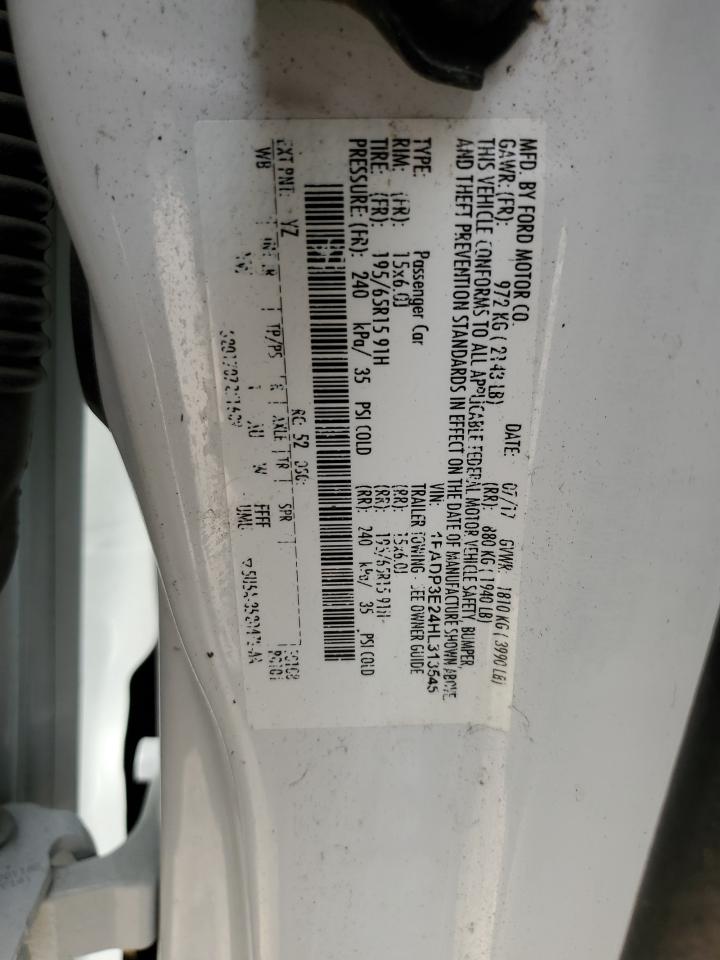 MFD. BY FORD MOTOR CO.
DATE: 07/17 GVWR: 1810 KG ( 3990 LB)
GAWR: (FR): 972 KG ( 2143 LB) (RR): 880 KG ( 1940 LB)
THIS VEHICLE CONFORMS TO ALL APPLICABLE FEDERAL MOTOR VEHICLE SAFETY, BUMPER,
AND THEFT PREVENTION STANDARDS IN EFFECT ON THE DATE OF MANUFACTURE SHOWN ABOVE.
VIN: 1FADP3E24HL313545
TYPE: Passenger Car TRAILER TOWING - SEE OWNER GUIDE
RIM: (FR): 15x6.0J (RR): 15x6.0J
TIRE: (FR): 195/65R15 91H (RR): 195/65R15 91H
PRESSURE: (FR): 240 kPa/ 35 PSI COLD (RR): 240 kPa/ 35 PSI COLD
RC: 52
EXT PNT: YZ
WB TP/PS AXLE TR SPR
FFFF